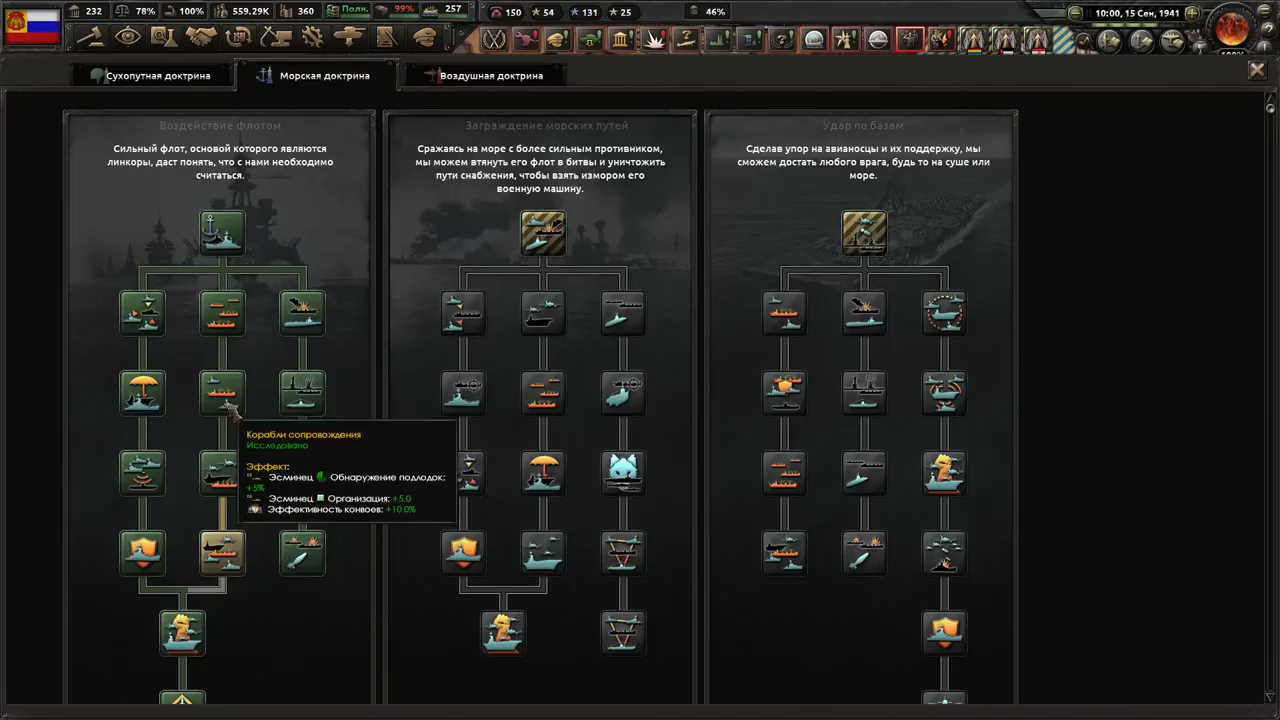 232 78% 100% 559.29K 360 Полн. 99% 257 150 54 131 25 46% 10:00, 15 Сен, 1941
100%
Сухопутная доктрина Морская доктрина Воздушная доктрина
Воздействие флотом
Сильный флот, основой которого являются
линкоры, даст понять, что с нами необходимо
считаться.
Заграждение морских путей
Сражаясь на море с более сильным противником,
мы можем втянуть его флот в битвы и уничтожить
пути снабжения, чтобы взять измором его
военную машину.
Удар по базам
Сделав упор на авианосцы и их поддержку, мы
сможем достать любого врага, будь то на суше или
море.
Корабли сопровождения
Исследовано
Эффект:
Эсминец Обнаружение подлодок:
+5%
Эсминец Организация: +5.0
Эффективность конвоев: +10.0%